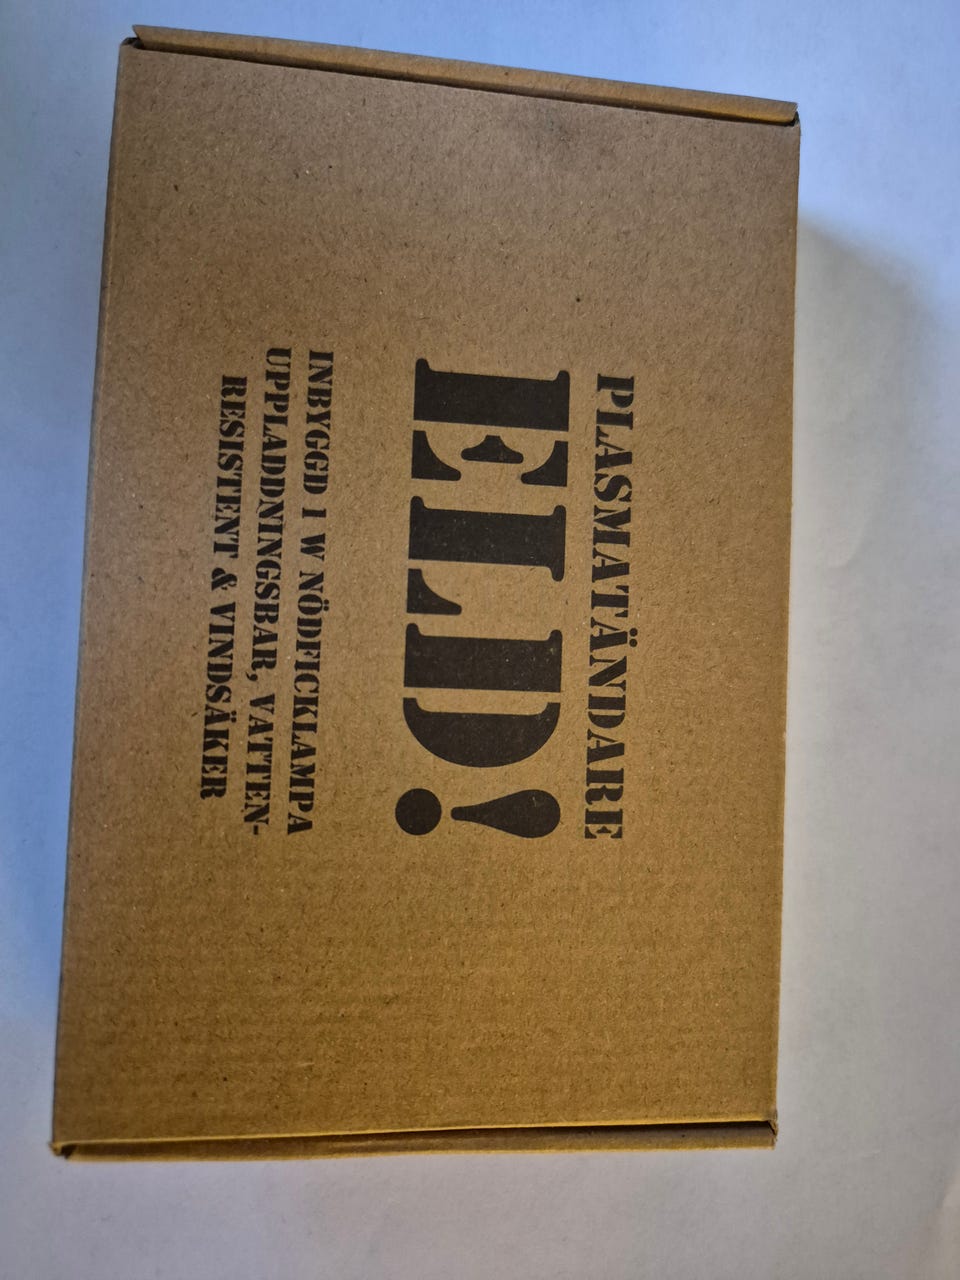 PLASMATÄNDARE
ELD!
INBYGGD 1 W NÖDFICKLAMPA
UPPLADDNINGSBAR, VATTEN-
RESISTENT & VINDSÄKER